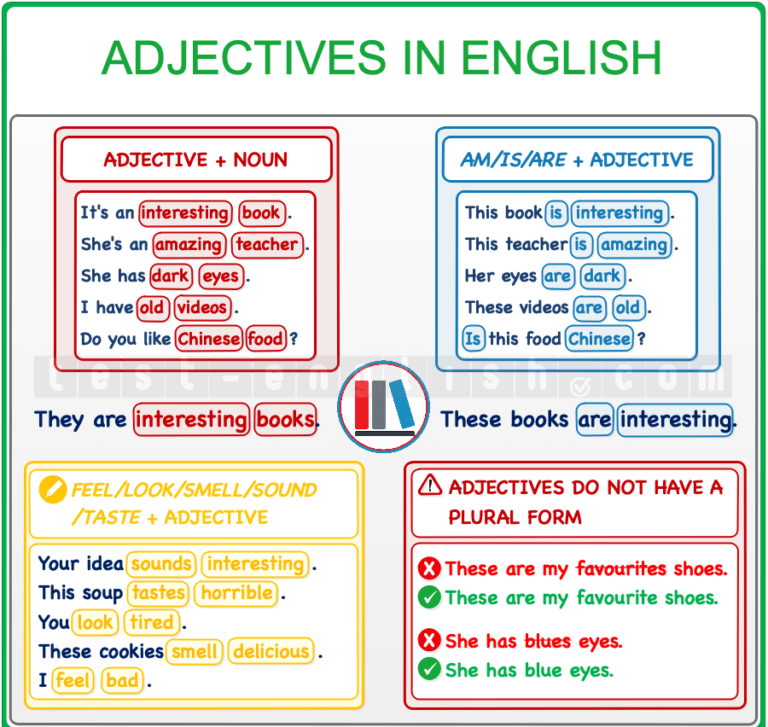 ADJECTIVES IN ENGLISH
ADJECTIVE + NOUN
It's an interesting book.
She's an amazing teacher.
She has dark eyes.
I have old videos.
Do you like Chinese food?
AM/IS/ARE + ADJECTIVE
This book is interesting.
This teacher is amazing.
Her eyes are dark.
These videos are old.
Is this food Chinese?
test-english.com
They are interesting books.
These books are interesting.
FEEL/LOOK/SMELL/SOUND
/TASTE + ADJECTIVE
Your idea sounds interesting.
This soup tastes horrible.
You look tired.
These cookies smell delicious.
I feel bad.
ADJECTIVES DO NOT HAVE A
PLURAL FORM
These are my favourites shoes.
These are my favourite shoes.
She has blues eyes.
She has blue eyes.